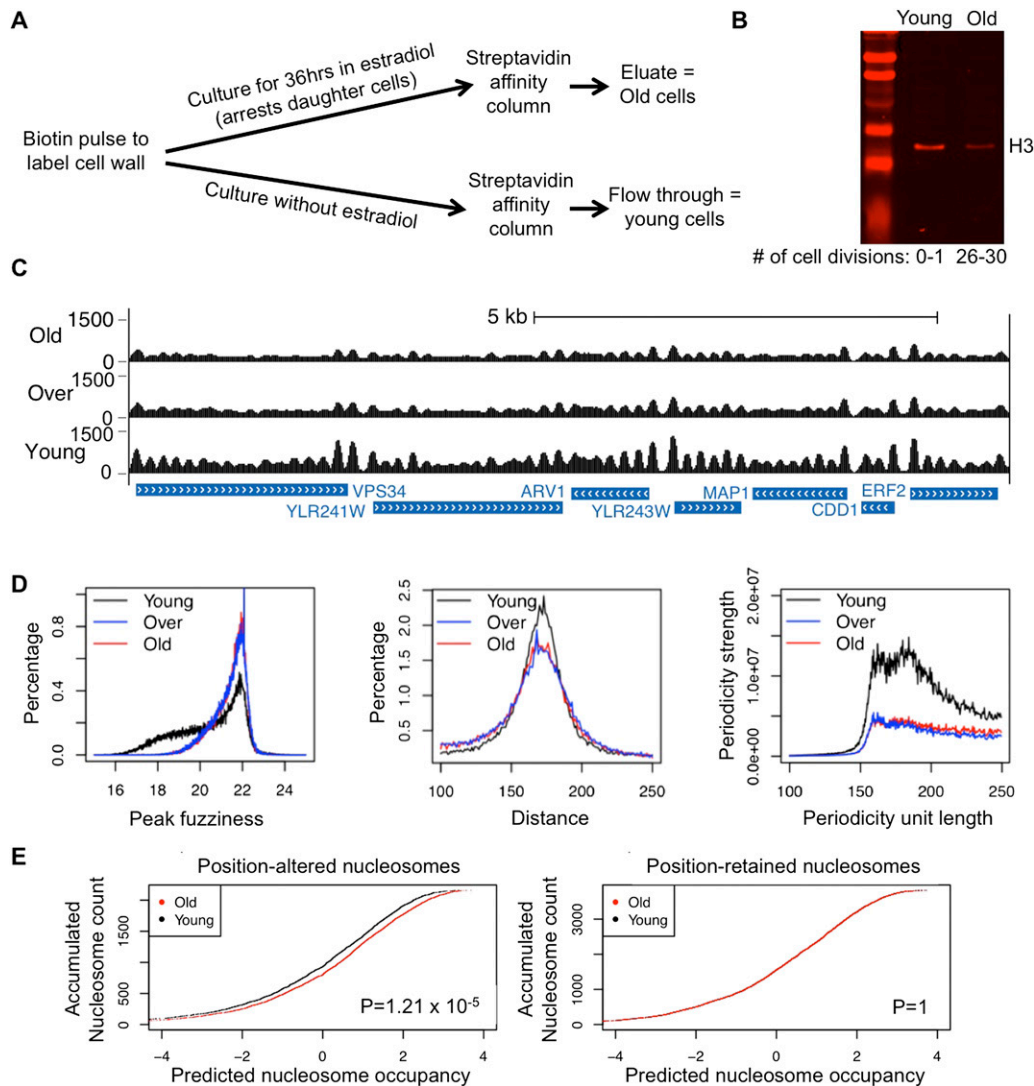 A
Biotin pulse to
label cell wall
Culture for 36hrs in estradiol
(arrests daughter cells)
Streptavidin
affinity
column
Eluate =
Old cells
Culture without estradiol
Streptavidin
affinity
column
Flow through =
young cells
B
Young Old
H3
# of cell divisions: 0-1 26-30
C
5 kb
Old
1500
0
Over
1500
0
Young
1500
0
VPS34
ARV1
MAP1
ERF2
YLR241W
YLR243W
CDD1
D
Young
Over
Old
Percentage
0.0 0.4 0.8
16 18 20 22 24
Peak fuzziness
Young
Over
Old
Percentage
0.5 1.0 1.5 2.0 2.5
100 150 200 250
Distance
Young
Over
Old
Periodicity strength
0.0e+00 1.0e+07 2.0e+07
100 150 200 250
Periodicity unit length
E
Position-altered nucleosomes
Old
Young
Accumulated
Nucleosome count
0 500 1500
P=1.21 x 10-5
-4 -2 0 2 4
Predicted nucleosome occupancy
Position-retained nucleosomes
Old
Young
Accumulated
Nucleosome count
0 1000 3000
P=1
-4 -2 0 2 4
Predicted nucleosome occupancy